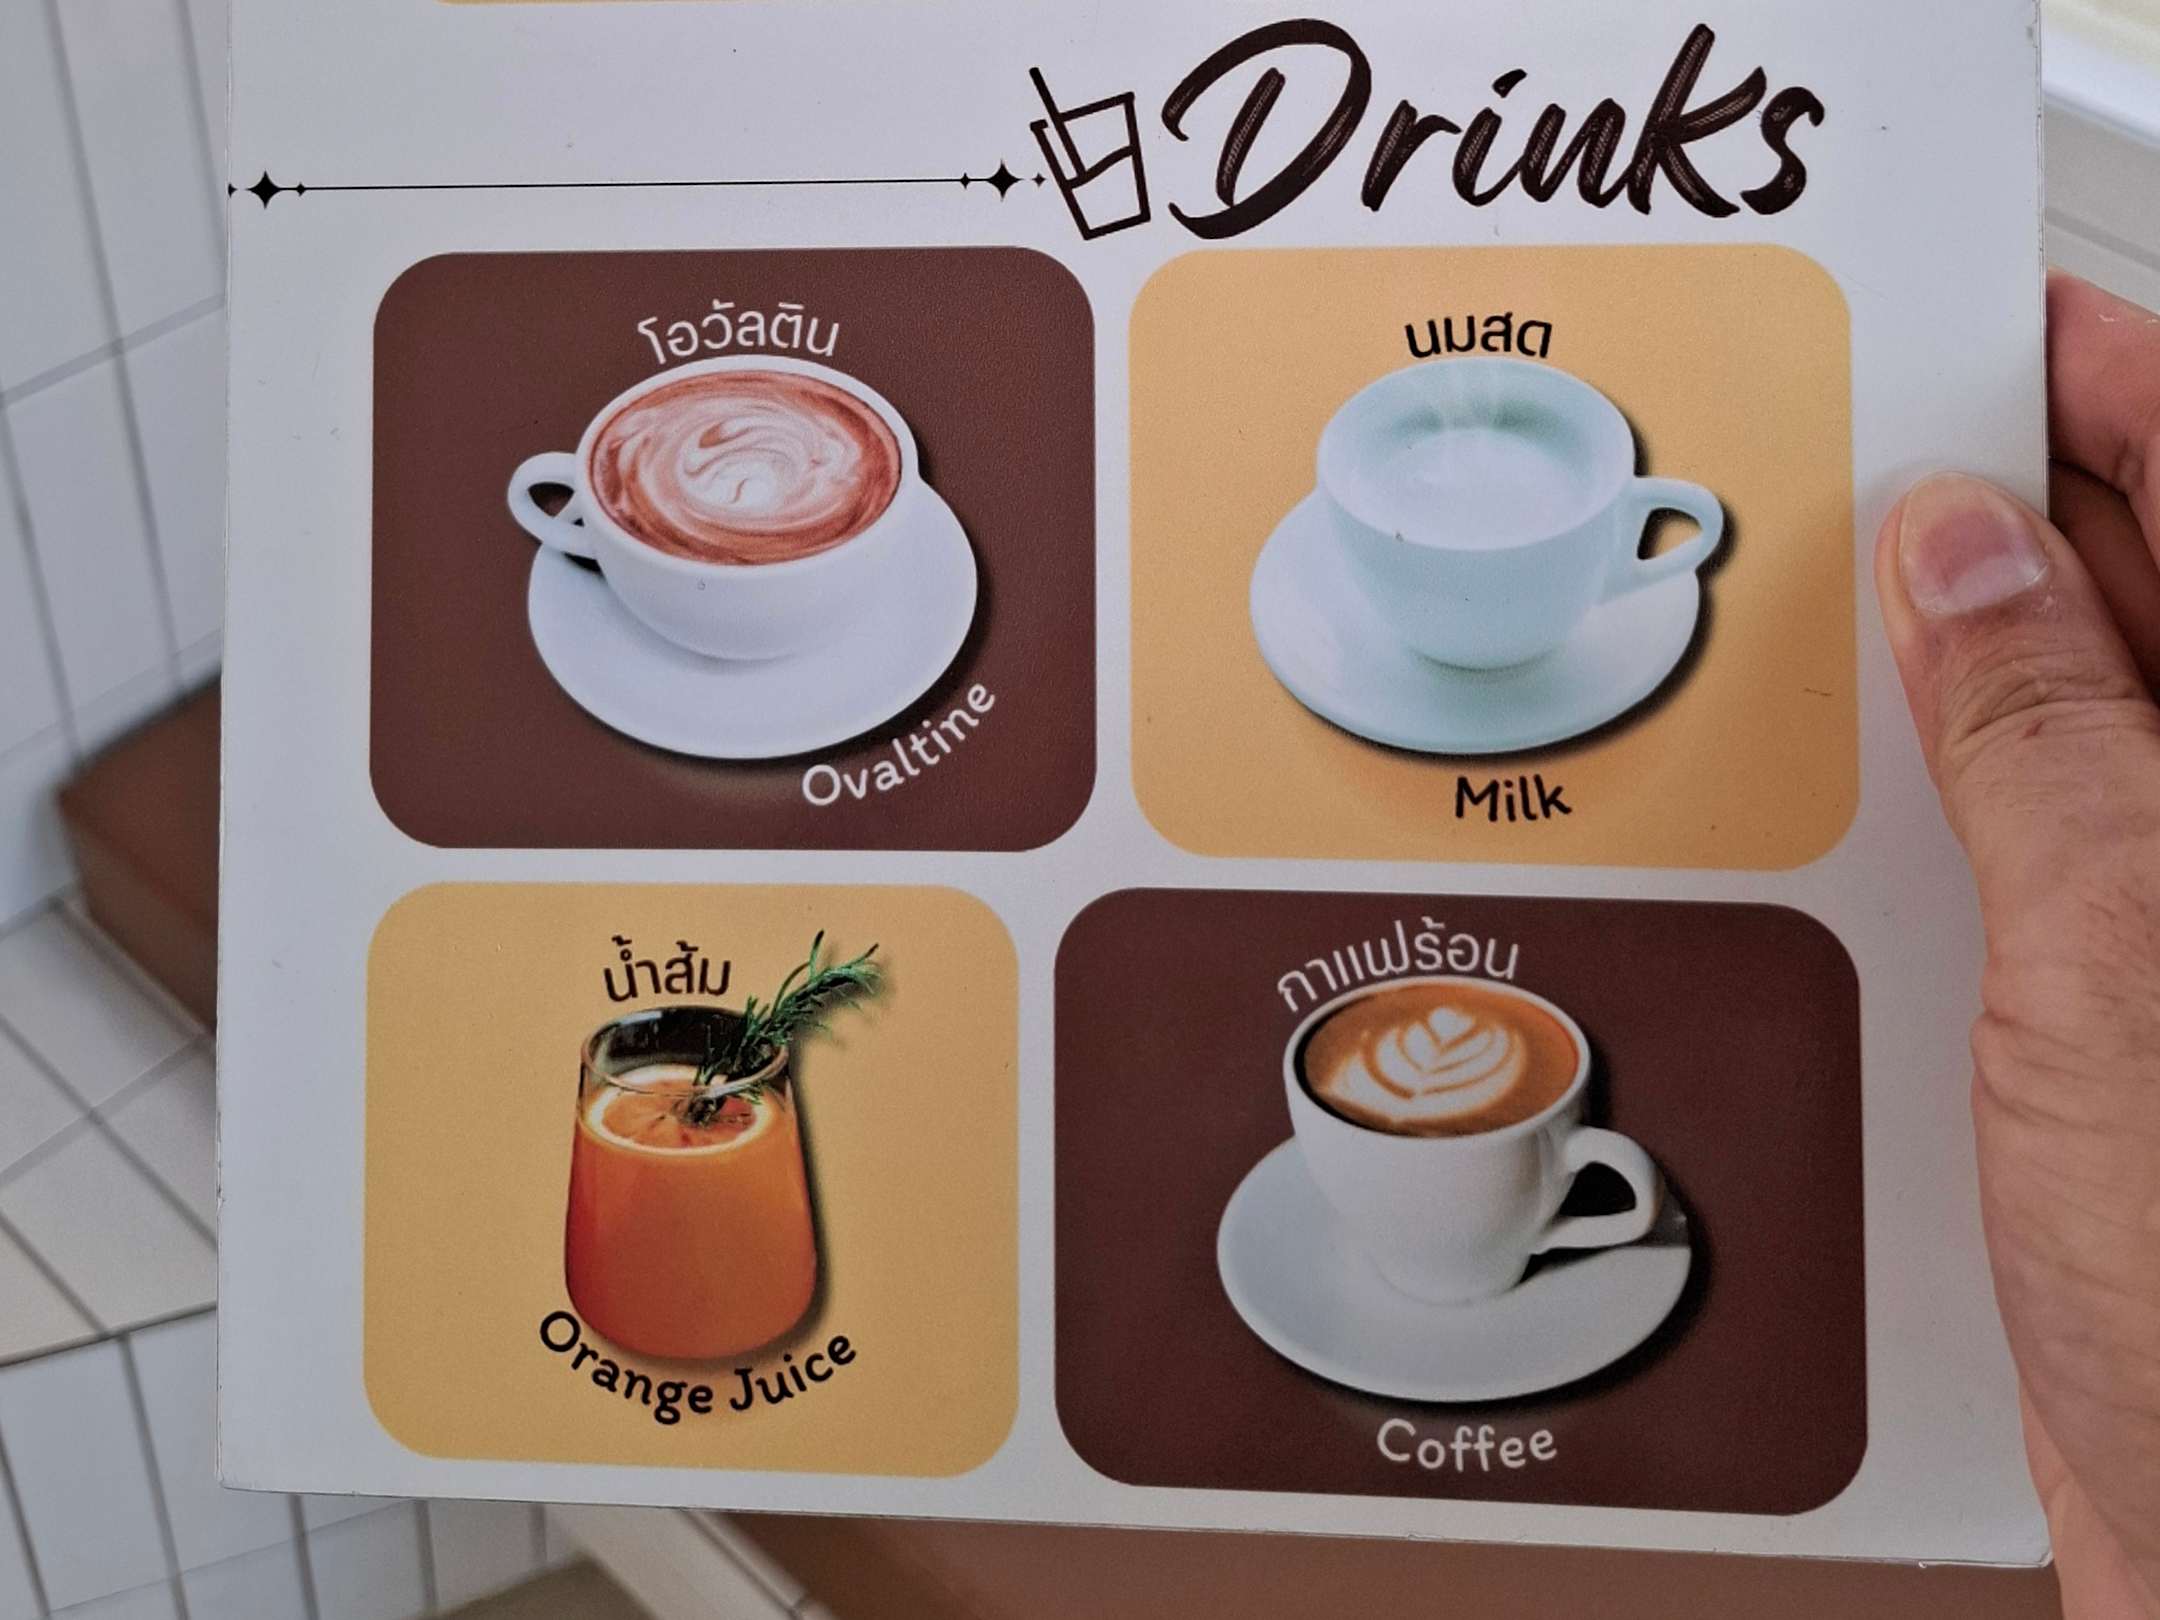 Drinks
โอวัลติน
Ovaltine
นมสด
Milk
น้ำส้ม
Orange Juice
กาแฟร้อน
Coffee